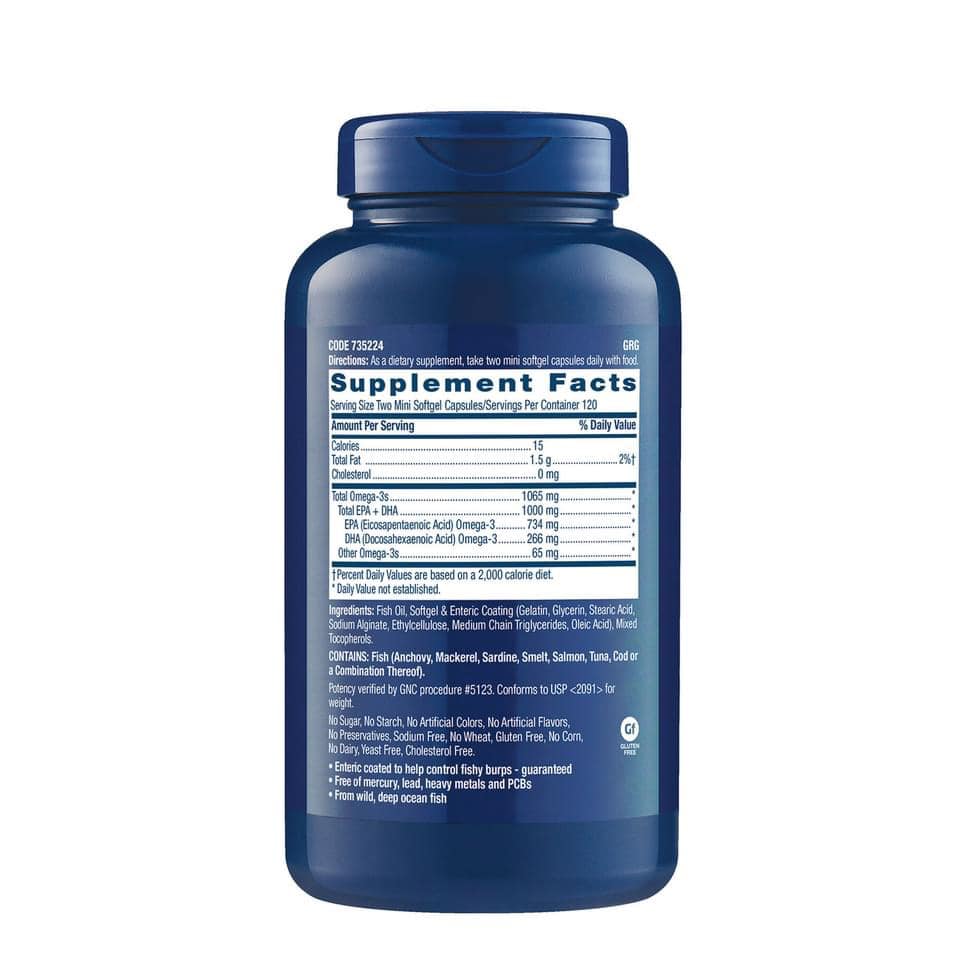 CODE 735224 GRG
Directions: As a dietary supplement, take two mini softgel capsules daily with food.
Supplement Facts
Serving Size Two Mini Softgel Capsules/Servings Per Container 120
Amount Per Serving % Daily Value
Calories 15
Total Fat 1.5 g 2%†
Cholesterol 0 mg
Total Omega-3s 1065 mg *
Total EPA + DHA 1000 mg *
EPA (Eicosapentaenoic Acid) Omega-3 734 mg *
DHA (Docosahexaenoic Acid) Omega-3 266 mg *
Other Omega-3s 65 mg *
†Percent Daily Values are based on a 2,000 calorie diet.
*Daily Value not established.
Ingredients: Fish Oil, Softgel & Enteric Coating (Gelatin, Glycerin, Stearic Acid,
Sodium Alginate, Ethylcellulose, Medium Chain Triglycerides, Oleic Acid), Mixed
Tocopherols.
CONTAINS: Fish (Anchovy, Mackerel, Sardine, Smelt, Salmon, Tuna, Cod or
a Combination Thereof).
Potency verified by GNC procedure #5123. Conforms to USP <2091> for
weight.
No Sugar, No Starch, No Artificial Colors, No Artificial Flavors,
No Preservatives, Sodium Free, No Wheat, Gluten Free, No Corn,
No Dairy, Yeast Free, Cholesterol Free.
Gf
GLUTEN
FREE
• Enteric coated to help control fishy burps - guaranteed
• Free of mercury, lead, heavy metals and PCBs
• From wild, deep ocean fish